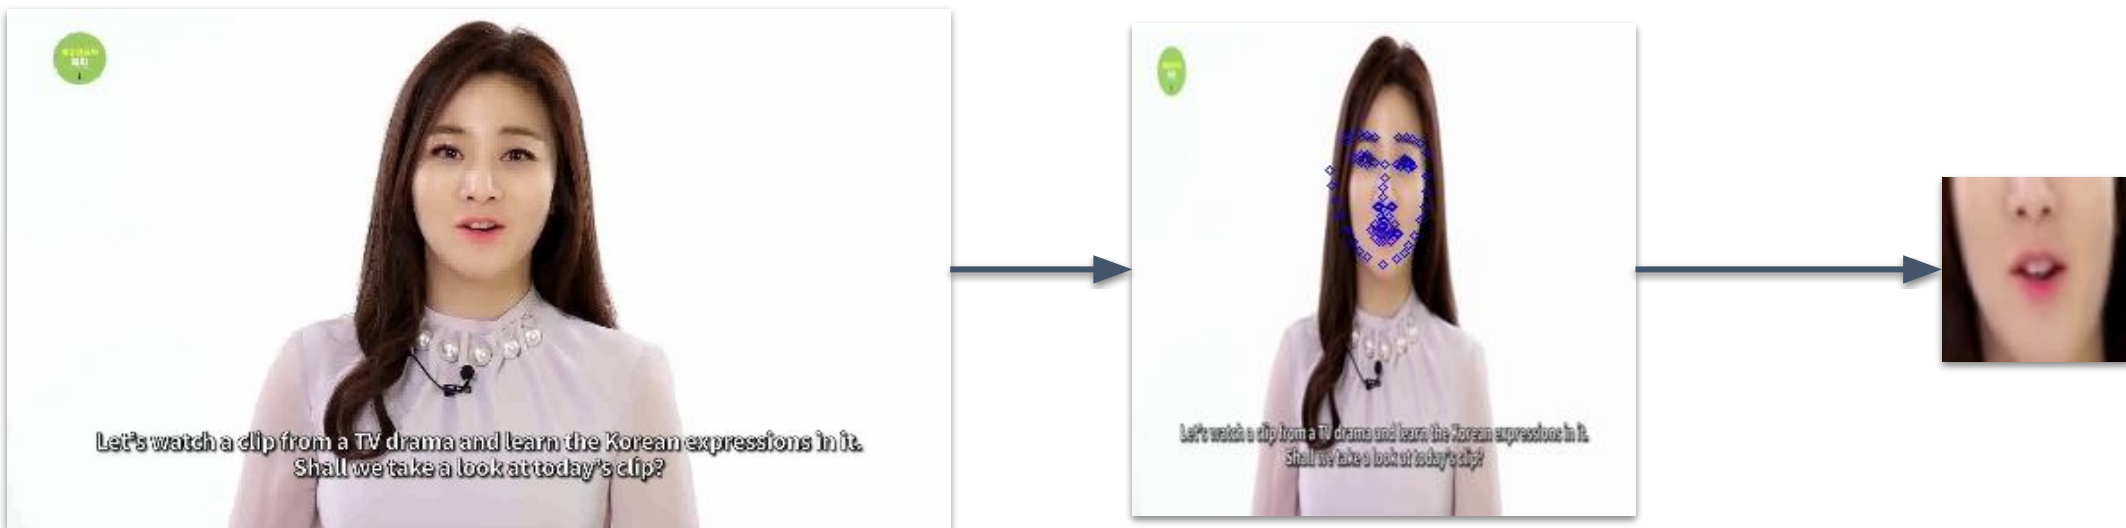 Let's watch a clip from a TV drama and learn the Korean expressions in it.
Shall we take a look at today's clip?
Let's watch a clip from a TV drama and learn the Korean expressions in it.
Shall we take a look at today's clip?